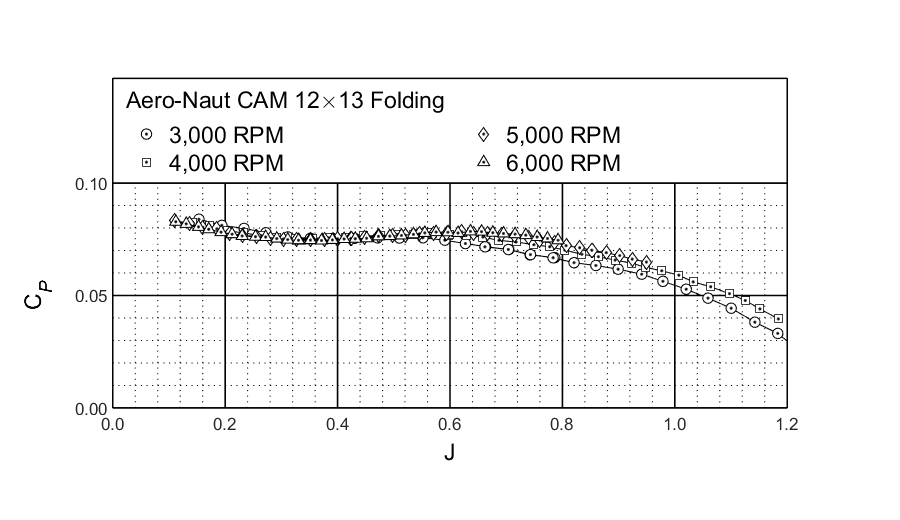 Aero-Naut CAM 12×13 Folding
3,000 RPM
5,000 RPM
4,000 RPM
6,000 RPM
0.10
0.05
0.00
C_P
0.0 0.2 0.4 0.6 0.8 1.0 1.2
J